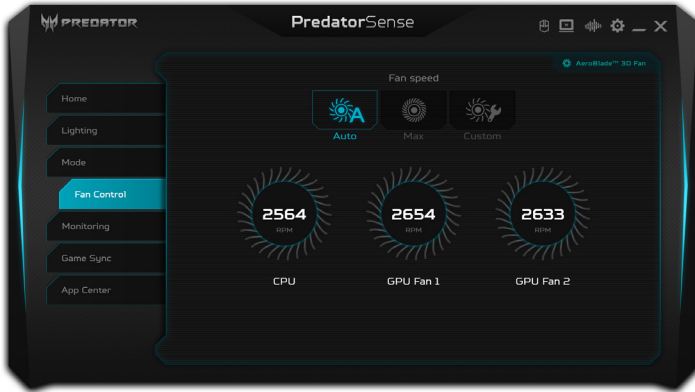 PREDATOR
PredatorSense
AeroBlade™ 3D Fan
Home
Lighting
Mode
Fan Control
Monitoring
Game Sync
App Center
Fan speed
A
Auto
Max
Custom
2564
RPM
CPU
2654
RPM
GPU Fan 1
2633
RPM
GPU Fan 2